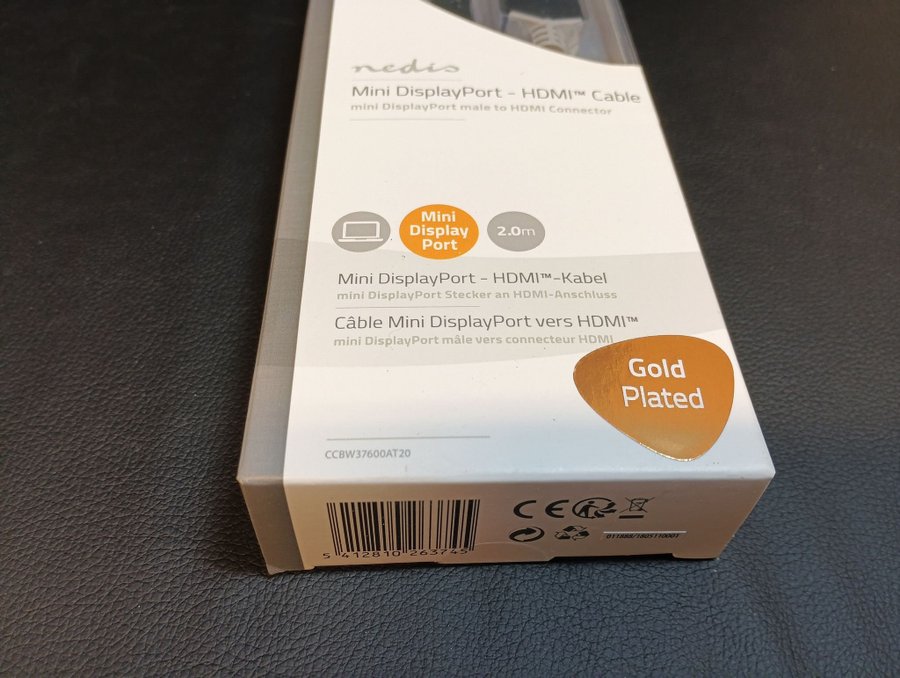 nedis
Mini DisplayPort - HDMI™ Cable
mini DisplayPort male to HDMI Connector
Mini
Display
Port
2.0m
Mini DisplayPort - HDMI™-Kabel
mini DisplayPort Stecker an HDMI-Anschluss
Câble Mini DisplayPort vers HDMI™
mini DisplayPort mâle vers connecteur HDMI
Gold
Plated
CCBW37600AT20
CE
5 412810 263745
011888/1605110001